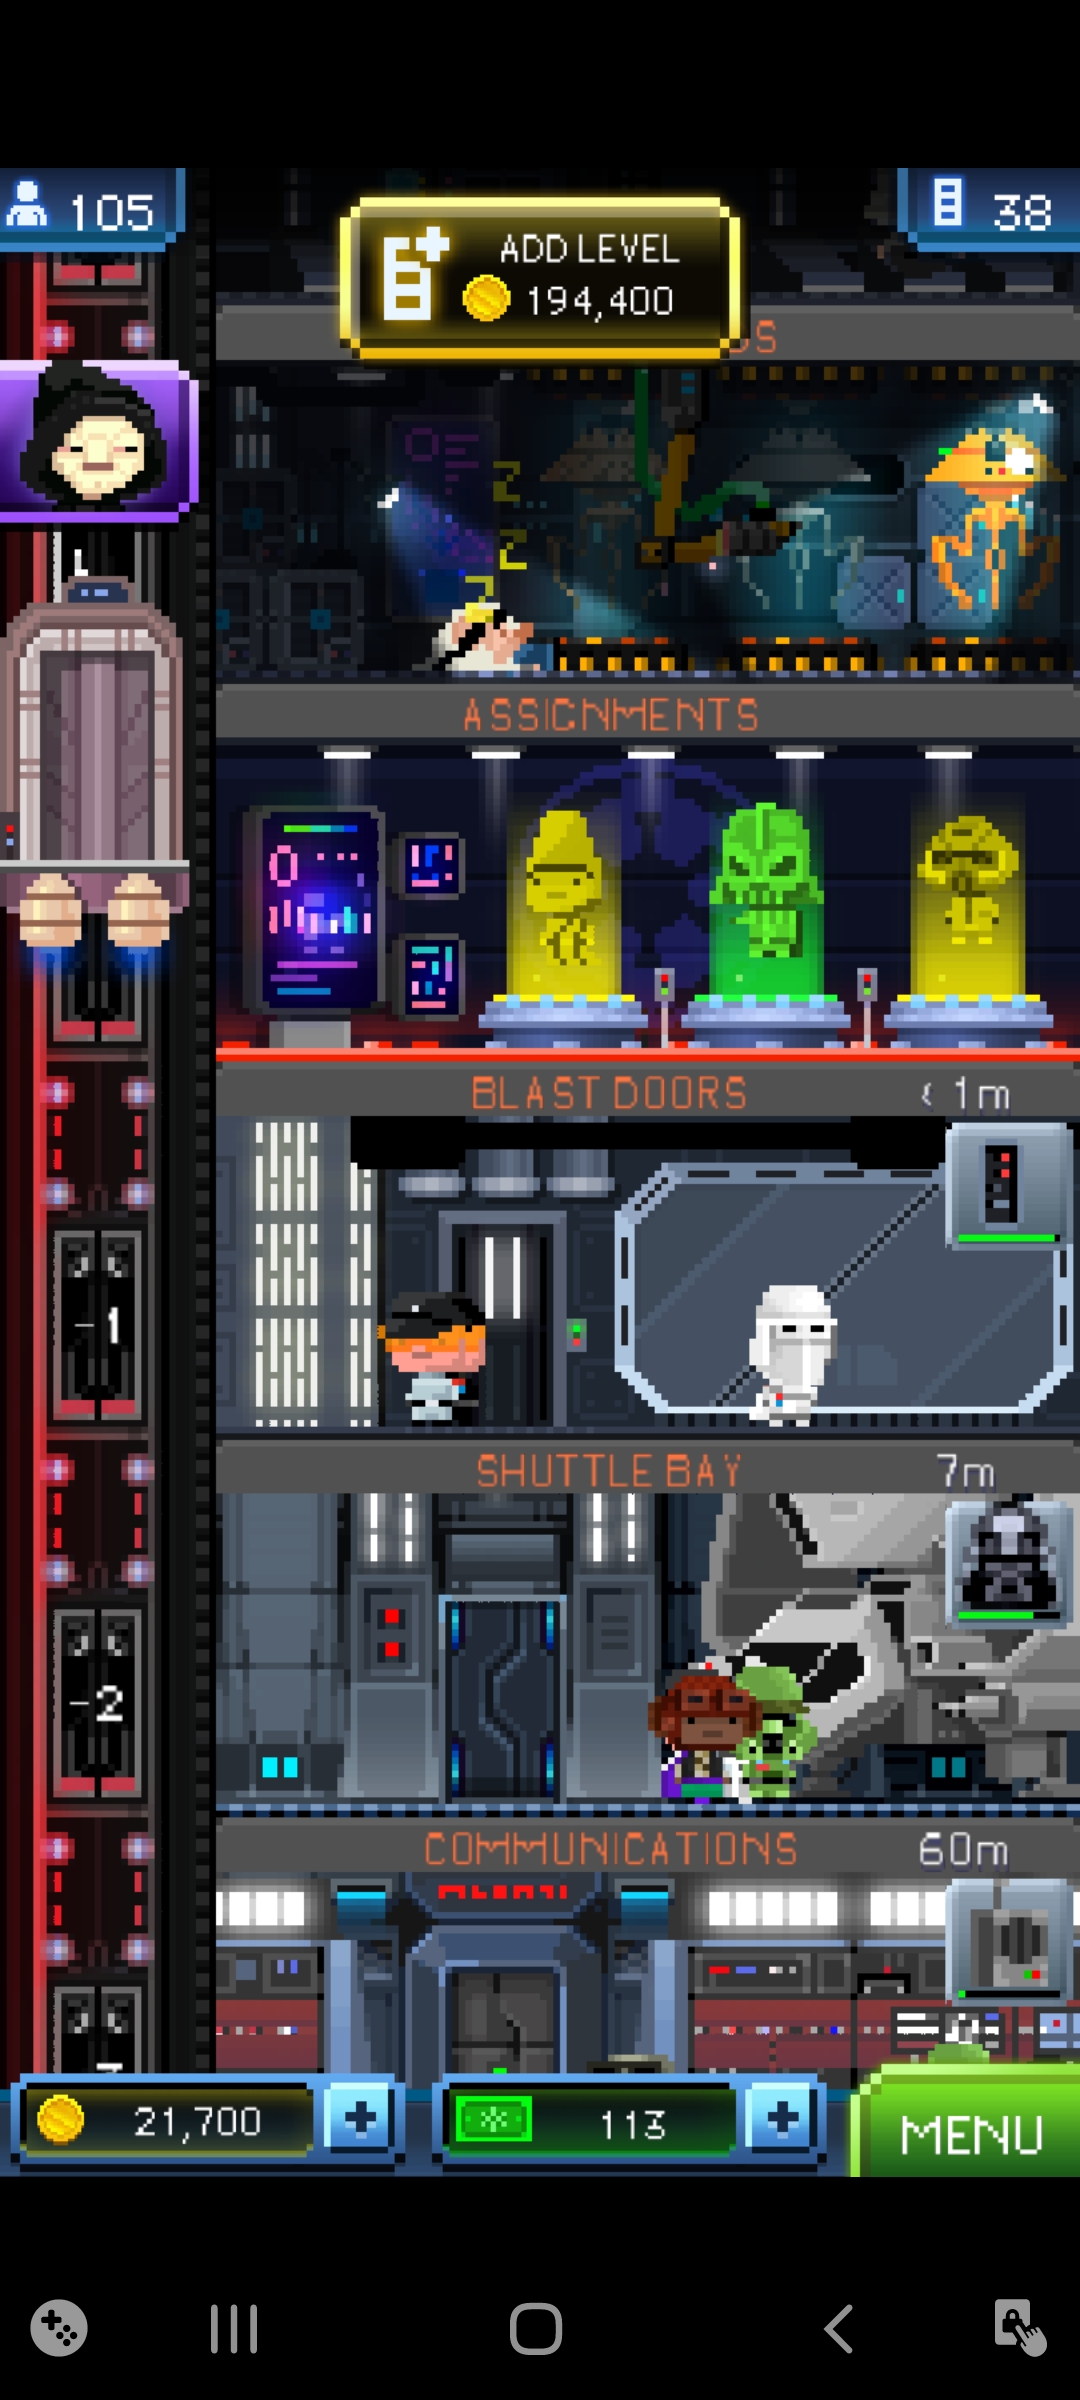 105
38
ADD LEVEL
194,400
ASSIGNMENTS
BLAST DOORS
< 1m
-1
SHUTTLE BAY
7m
-2
COMMUNICATIONS
60m
21,700
113
MENU